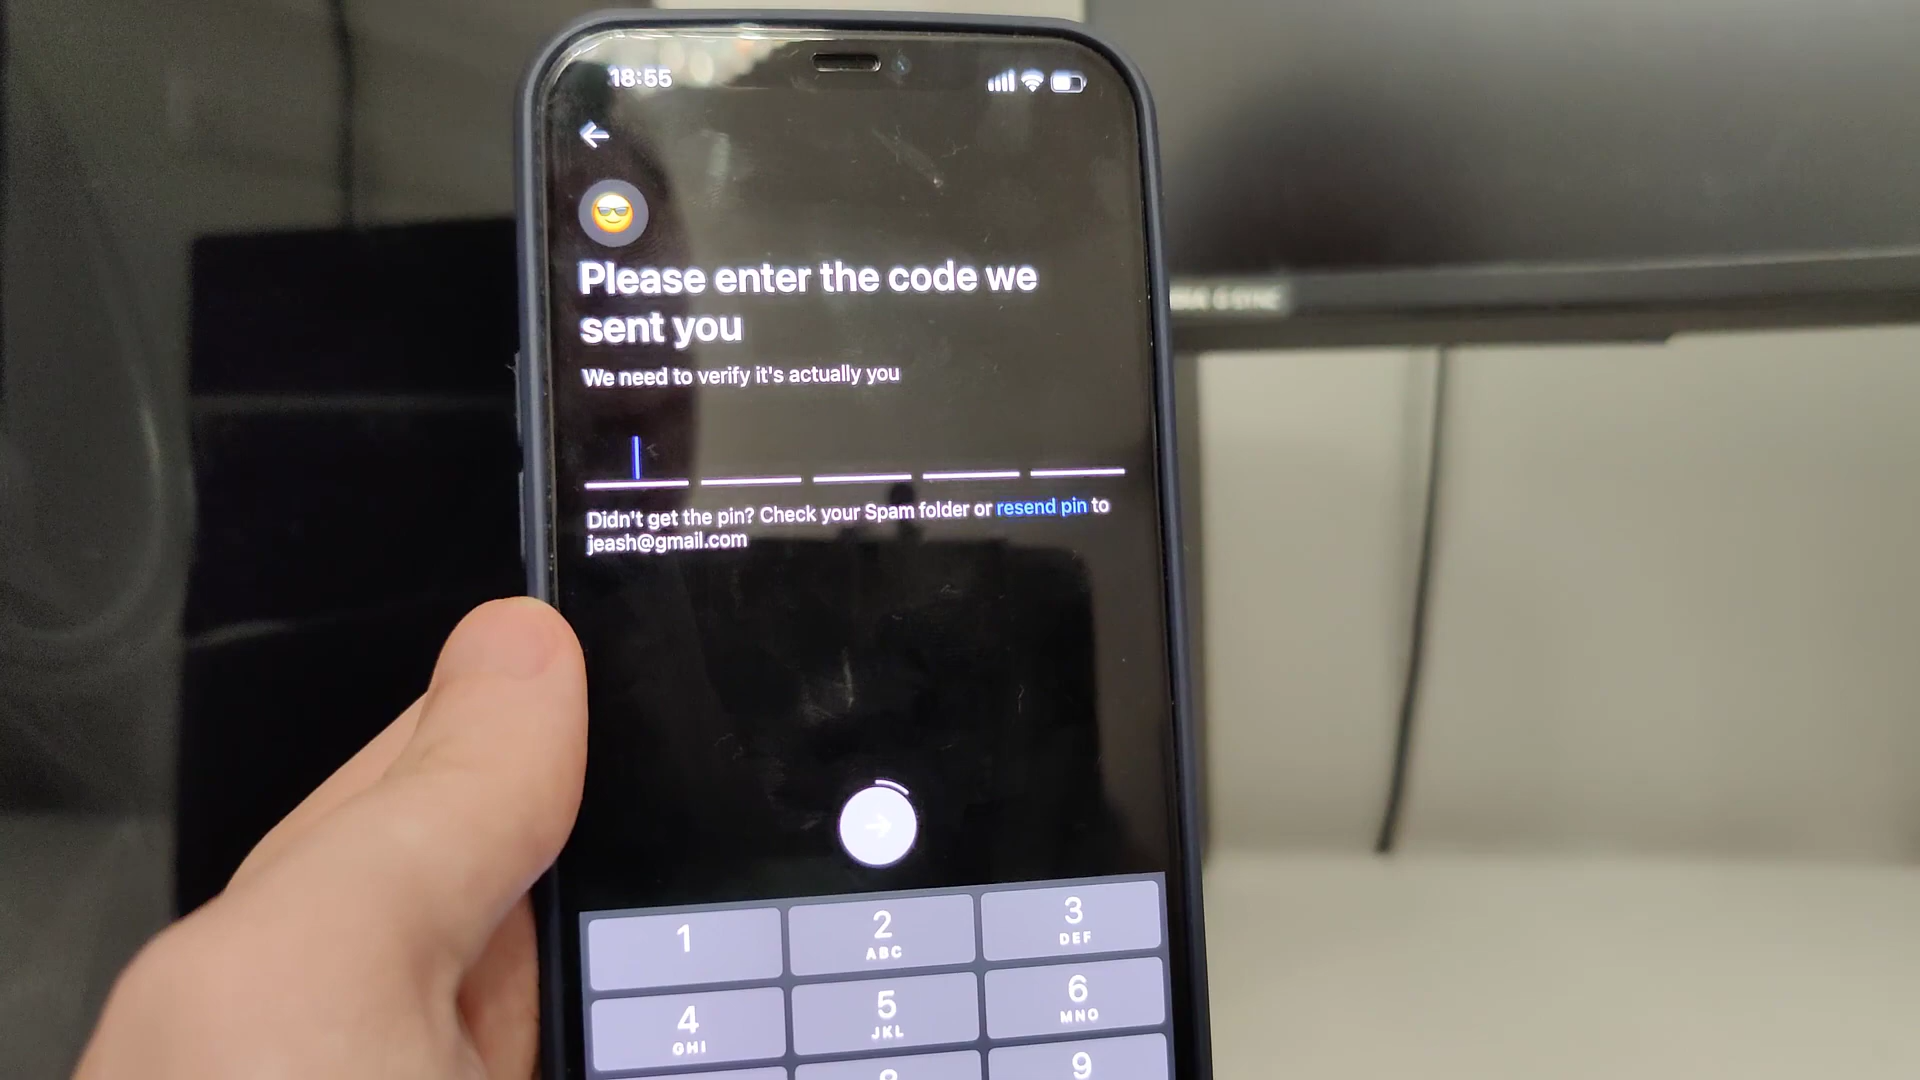 18:55
Please enter the code we
sent you
We need to verify it's actually you
Didn't get the pin? Check your Spam folder or resend pin to
jeash@gmail.com
1
2
ABC
3
DEF
4
GHI
5
JKL
6
MNO
9